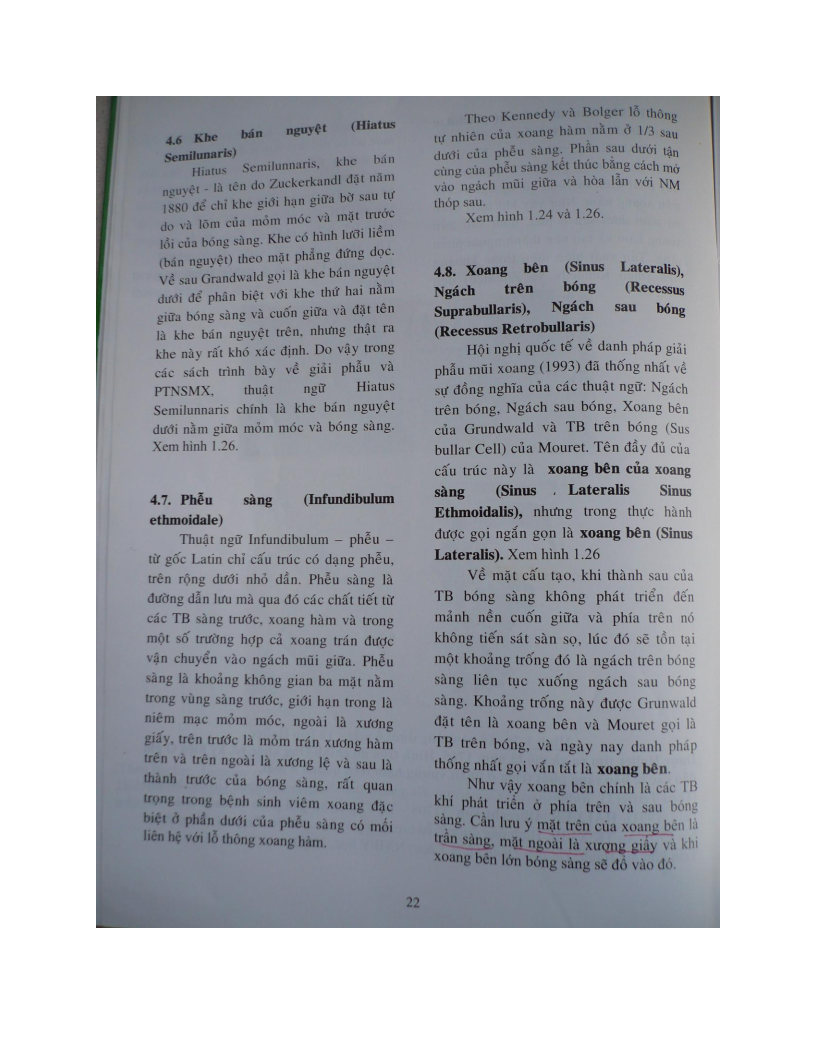 4.6 Khe bán nguyệt (Hiatus
Semilunaris)
Hiatus Semilunnaris, khe bán
nguyệt - là tên do Zuckerkandl đặt năm
1880 để chỉ khe giới hạn giữa bờ sau tự
do và lõm của mỏm móc và mặt trước
lồi của bóng sàng. Khe có hình lưỡi liềm
(bán nguyệt) theo mặt phẳng đứng dọc.
Về sau Grandwald gọi là khe bán nguyệt
dưới để phân biệt với khe thứ hai nằm
giữa bóng sàng và cuốn giữa và đặt tên
là khe bán nguyệt trên, nhưng thật ra
khe này rất khó xác định. Do vậy trong
các sách trình bày về giải phẫu và
PTNSMX, thuật ngữ Hiatus
Semilunnaris chính là khe bán nguyệt
dưới nằm giữa mỏm móc và bóng sàng.
Xem hình 1.26.
4.7. Phễu sàng (Infundibulum
ethmoidale)
Thuật ngữ Infundibulum – phễu –
từ gốc Latin chỉ cấu trúc có dạng phễu,
trên rộng dưới nhỏ dần. Phễu sàng là
đường dẫn lưu mà qua đó các chất tiết từ
các TB sàng trước, xoang hàm và trong
một số trường hợp cả xoang trán được
vận chuyển vào ngách mũi giữa. Phễu
sàng là khoảng không gian ba mặt nằm
trong vùng sàng trước, giới hạn trong là
niêm mạc mỏm móc, ngoài là xương
giấy, trên trước là mỏm trán xương hàm
trên và trên ngoài là xương lệ và sau là
thành trước của bóng sàng, rất quan
trọng trong bệnh sinh viêm xoang đặc
biệt ở phần dưới của phễu sàng có mối
liên hệ với lỗ thông xoang hàm.
Theo Kennedy và Bolger lỗ thông
tự nhiên của xoang hàm nằm ở 1/3 sau
dưới của phễu sàng. Phần sau dưới tận
cùng của phễu sàng kết thúc bằng cách mở
vào ngách mũi giữa và hòa lẫn với NM
thóp sau.
Xem hình 1.24 và 1.26.
4.8. Xoang bên (Sinus Lateralis),
Ngách trên bóng (Recessus
Suprabullaris), Ngách sau bóng
(Recessus Retrobullaris)
Hội nghị quốc tế về danh pháp giải
phẫu mũi xoang (1993) đã thống nhất về
sự đồng nghĩa của các thuật ngữ: Ngách
trên bóng, Ngách sau bóng, Xoang bên
của Grundwald và TB trên bóng (Sus
bullar Cell) của Mouret. Tên đầy đủ của
cấu trúc này là xoang bên của xoang
sàng (Sinus Lateralis Sinus
Ethmoidalis), nhưng trong thực hành
được gọi ngắn gọn là xoang bên (Sinus
Lateralis). Xem hình 1.26
Về mặt cấu tạo, khi thành sau của
TB bóng sàng không phát triển đến
mảnh nền cuốn giữa và phía trên nó
không tiến sát sàn sọ, lúc đó sẽ tồn tại
một khoảng trống đó là ngách trên bóng
sàng liên tục xuống ngách sau bóng
sàng. Khoảng trống này được Grunwald
đặt tên là xoang bên và Mouret gọi là
TB trên bóng, và ngày nay danh pháp
thống nhất gọi vắn tắt là xoang bên.
Như vậy xoang bên chính là các TB
khí phát triển ở phía trên và sau bóng
sàng. Cần lưu ý mặt trên của xoang bên là
trần sàng, mặt ngoài là xương giấy và khi
xoang bên lớn bóng sàng sẽ đổ vào đó.
22